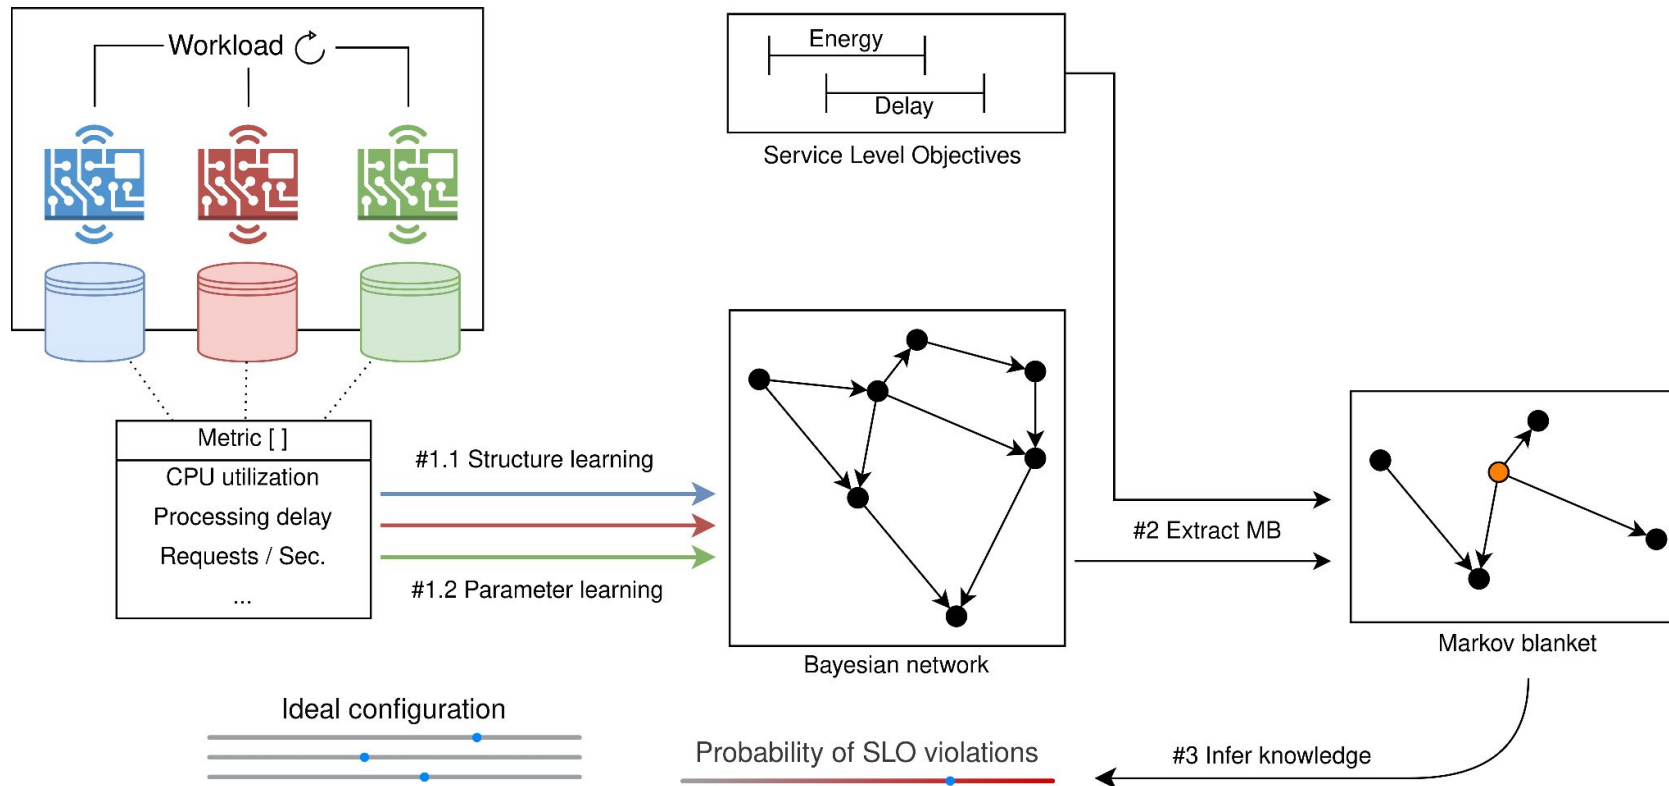 Workload
Energy
Delay
Service Level Objectives
Metric [ ]
CPU utilization
Processing delay
Requests / Sec.
...
#1.1 Structure learning
#1.2 Parameter learning
Bayesian network
#2 Extract MB
Markov blanket
#3 Infer knowledge
Ideal configuration
Probability of SLO violations